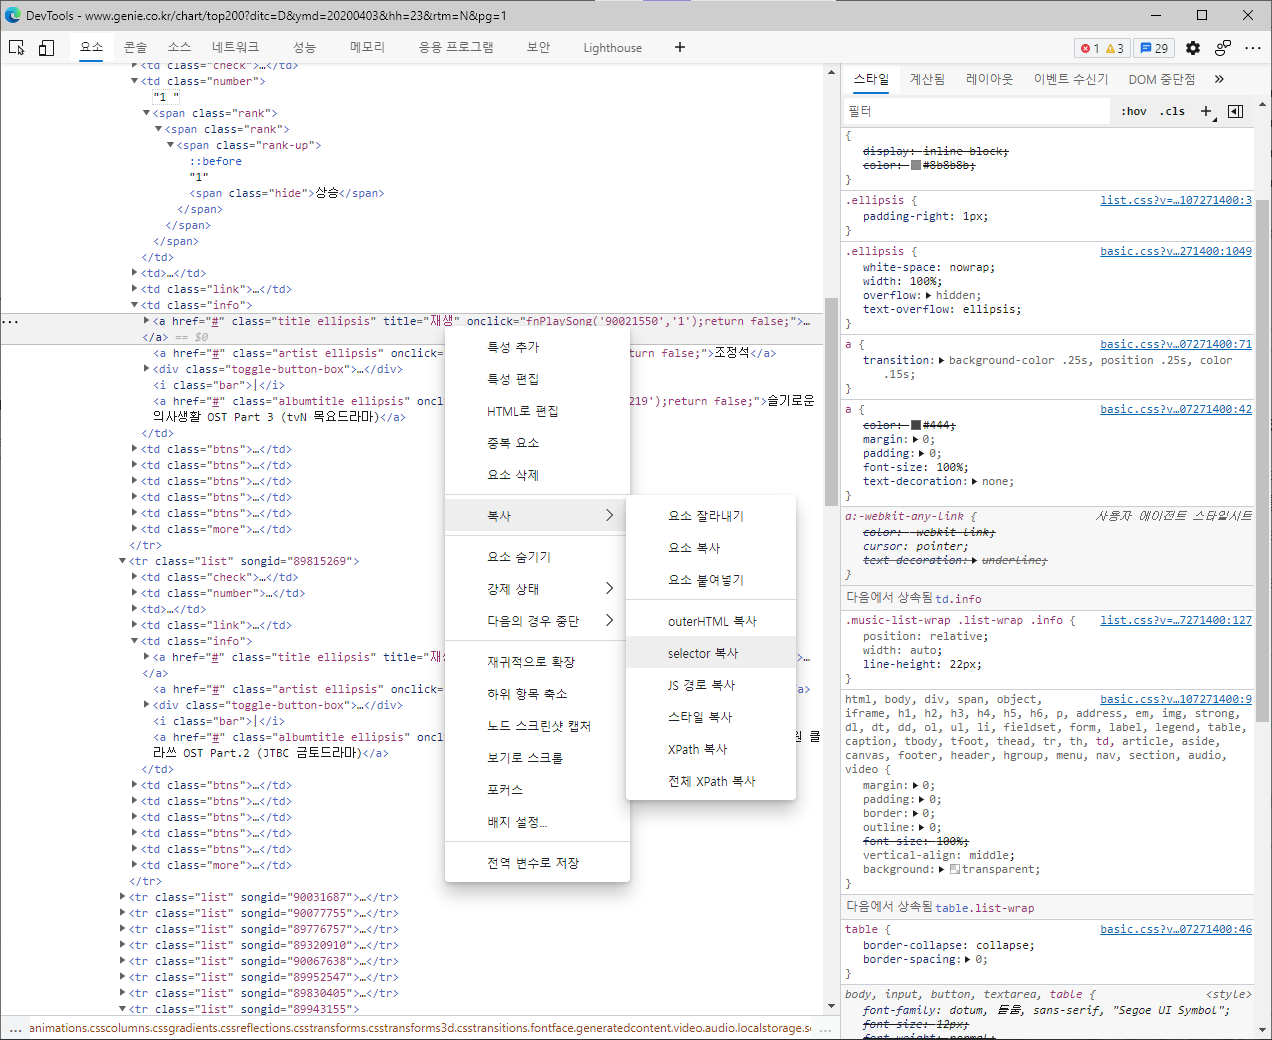 DevTools - www.genie.co.kr/chart/top200?ditc=D&ymd=20200403&hh=23&rtm=N&pg=1
요소 콘솔 소스 네트워크 성능 메모리 응용 프로그램 보안 Lighthouse + 1 3 29
<td class="check">…</td>
<td class="number">
"1 "
<span class="rank">
<span class="rank">
<span class="rank-up">
::before
"1"
<span class="hide">상승</span>
</span>
</span>
</span>
</td>
<td>…</td>
<td class="link">…</td>
<td class="info">
<a href="#" class="title ellipsis" title="재생" onclick="fnPlaySong('90021550','1');return false;">…
</a> == $0
<a href="#" class="artist ellipsis" onclick= turn false;">조정석</a>
<div class="toggle-button-box">…</div>
<i class="bar">|</i>
<a href="#" class="albumtitle ellipsis" oncl 219');return false;">슬기로운
의사생활 OST Part 3 (tvN 목요드라마)</a>
</td>
<td class="btns">…</td>
<td class="btns">…</td>
<td class="btns">…</td>
<td class="btns">…</td>
<td class="btns">…</td>
<td class="more">…</td>
</tr>
<tr class="list" songid="89815269">
<td class="check">…</td>
<td class="number">…</td>
<td>…</td>
<td class="link">…</td>
<td class="info">
<a href="#" class="title ellipsis" title="재 >…
</a>
<a href="#" class="artist ellipsis" onclick= /a>
<div class="toggle-button-box">…</div>
<i class="bar">|</i>
<a href="#" class="albumtitle ellipsis" oncl 원 클
라쓰 OST Part.2 (JTBC 금토드라마)</a>
</td>
<td class="btns">…</td>
<td class="btns">…</td>
<td class="btns">…</td>
<td class="btns">…</td>
<td class="btns">…</td>
<td class="more">…</td>
</tr>
<tr class="list" songid="90031687">…</tr>
<tr class="list" songid="90077755">…</tr>
<tr class="list" songid="89776757">…</tr>
<tr class="list" songid="89320910">…</tr>
<tr class="list" songid="90067638">…</tr>
<tr class="list" songid="89952547">…</tr>
<tr class="list" songid="89830405">…</tr>
<tr class="list" songid="89943155">
... animations.csscolumns.cssgradients.cssreflections.csstransforms.csstransforms3d.csstransitions.fontface.generatedcontent.video.audio.localstorage.s ...
특성 추가
특성 편집
HTML로 편집
중복 요소
요소 삭제
복사
요소 숨기기
강제 상태
다음의 경우 중단
재귀적으로 확장
하위 항목 축소
노드 스크린샷 캡처
보기로 스크롤
포커스
배지 설정...
전역 변수로 저장
요소 잘라내기
요소 복사
요소 붙여넣기
outerHTML 복사
selector 복사
JS 경로 복사
스타일 복사
XPath 복사
전체 XPath 복사
스타일 계산됨 레이아웃 이벤트 수신기 DOM 중단점 »
필터 :hov .cls +
{
display: inline-block;
color: #8b8b8b;
}
.ellipsis { list.css?v=…107271400:3
padding-right: 1px;
}
.ellipsis { basic.css?v…271400:1049
white-space: nowrap;
width: 100%;
overflow: hidden;
text-overflow: ellipsis;
}
a { basic.css?v…07271400:71
transition: background-color .25s, position .25s, color
.15s;
}
a { basic.css?v…07271400:42
color: #444;
margin: 0;
padding: 0;
font-size: 100%;
text-decoration: none;
}
a:-webkit-any-link { 사용자 에이전트 스타일시트
color: -webkit-link;
cursor: pointer;
text-decoration: underline;
}
다음에서 상속됨 td.info
.music-list-wrap .list-wrap .info { list.css?v=…7271400:127
position: relative;
width: auto;
line-height: 22px;
}
html, body, div, span, object, basic.css?v…107271400:9
iframe, h1, h2, h3, h4, h5, h6, p, address, em, img, strong,
dl, dt, dd, ol, ul, li, fieldset, form, label, legend, table,
caption, tbody, tfoot, thead, tr, th, td, article, aside,
canvas, footer, header, hgroup, menu, nav, section, audio,
video {
margin: 0;
padding: 0;
border: 0;
outline: 0;
font-size: 100%;
vertical-align: middle;
background: transparent;
}
다음에서 상속됨 table.list-wrap
table { basic.css?v…07271400:46
border-collapse: collapse;
border-spacing: 0;
}
body, input, button, textarea, table { <style>
font-family: dotum, 돋움, sans-serif, "Segoe UI Symbol";
font-size: 12px;
font-weight: normal;